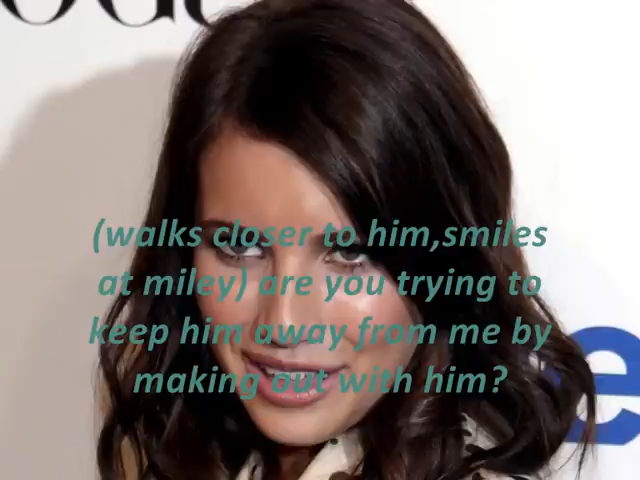 OGUE
(walks closer to him,smiles
at miley) are you trying to
keep him away from me by
making out with him?
e